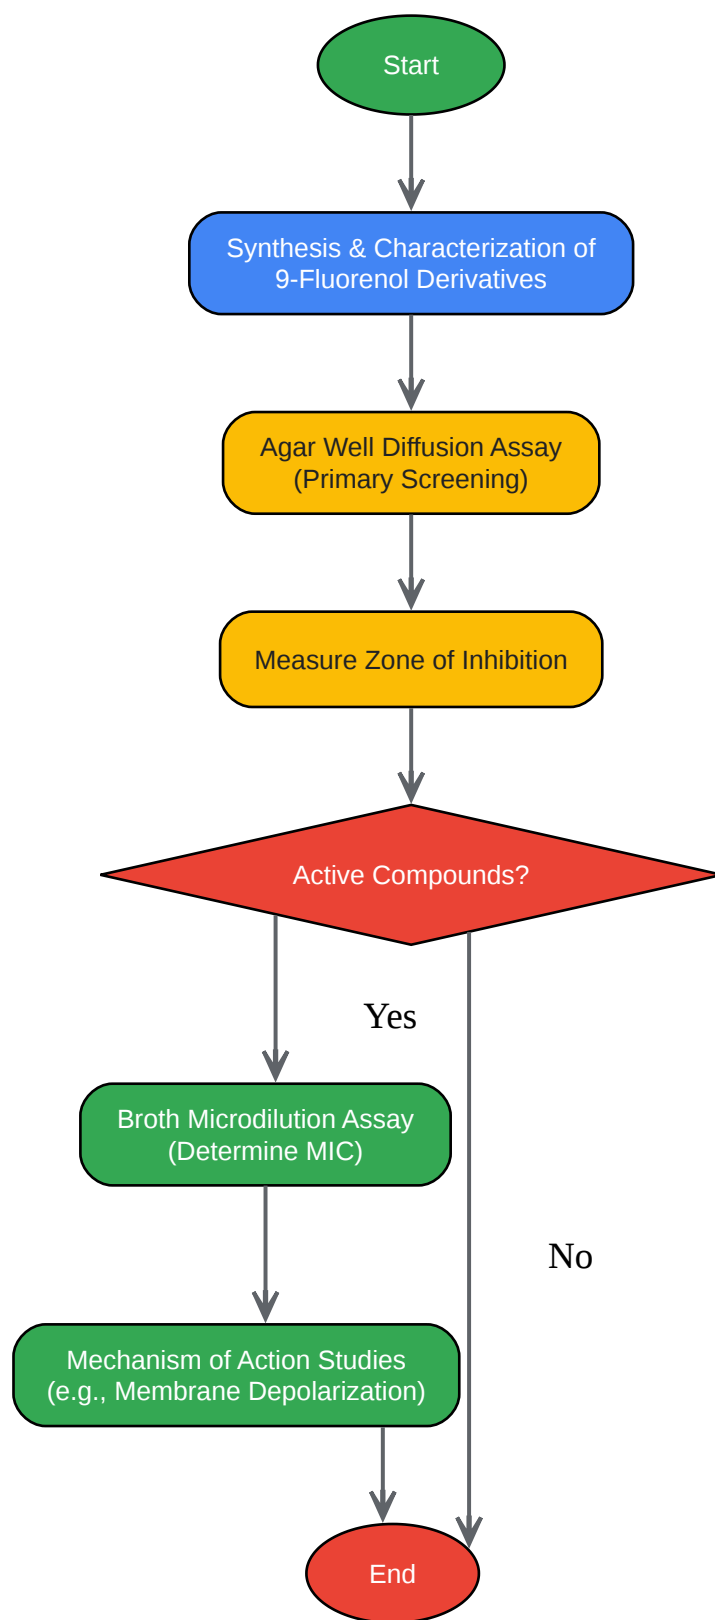 Start
Synthesis & Characterization of
9-Fluorenol Derivatives
Agar Well Diffusion Assay
(Primary Screening)
Measure Zone of Inhibition
Active Compounds?
Yes
Broth Microdilution Assay
(Determine MIC)
No
Mechanism of Action Studies
(e.g., Membrane Depolarization)
End